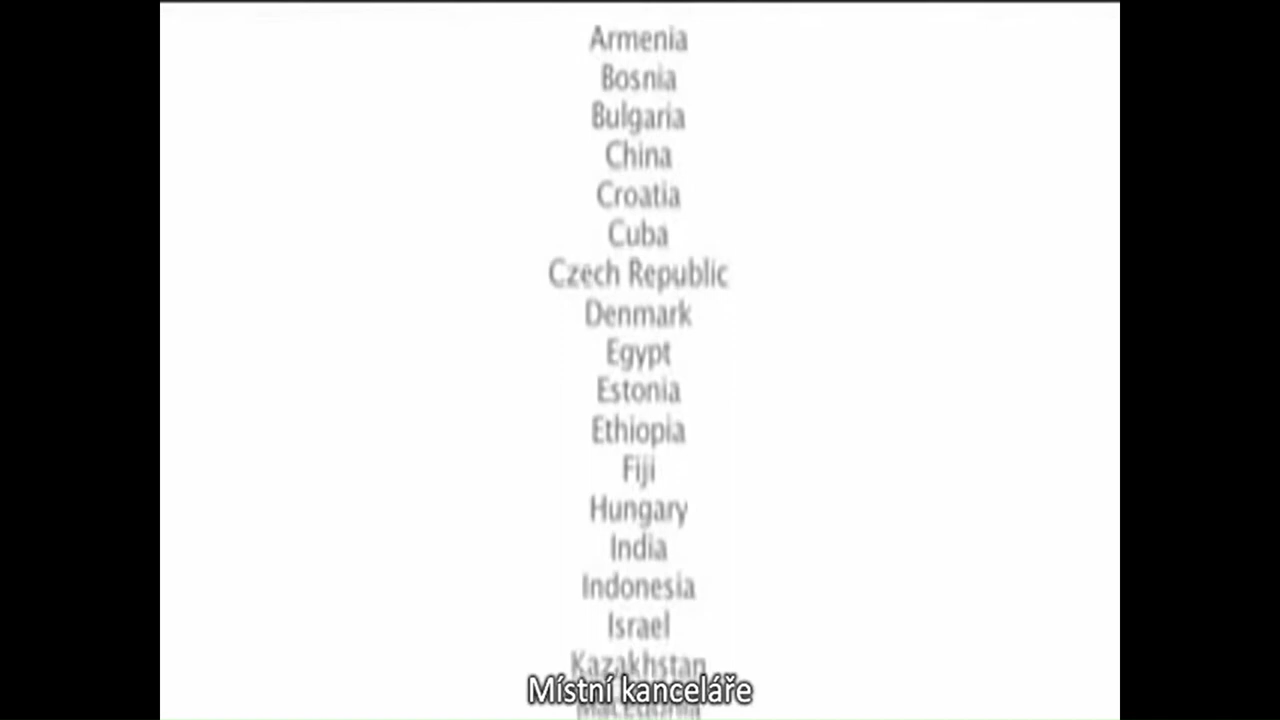 Armenia
Bosnia
Bulgaria
China
Croatia
Cuba
Czech Republic
Denmark
Egypt
Estonia
Ethiopia
Fiji
Hungary
India
Indonesia
Israel
Kazakhstan
Místní kanceláře
Macedonia